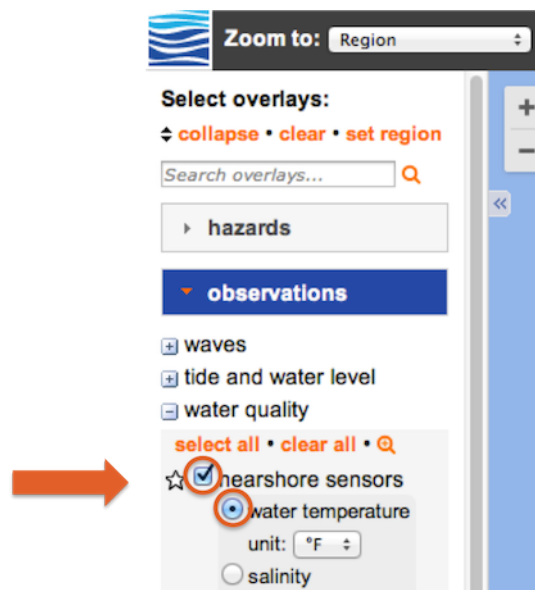 Zoom to: Region
Select overlays:
collapse • clear • set region
Search overlays...
hazards
observations
waves
tide and water level
water quality
select all • clear all •
nearshore sensors
water temperature
unit: °F
salinity